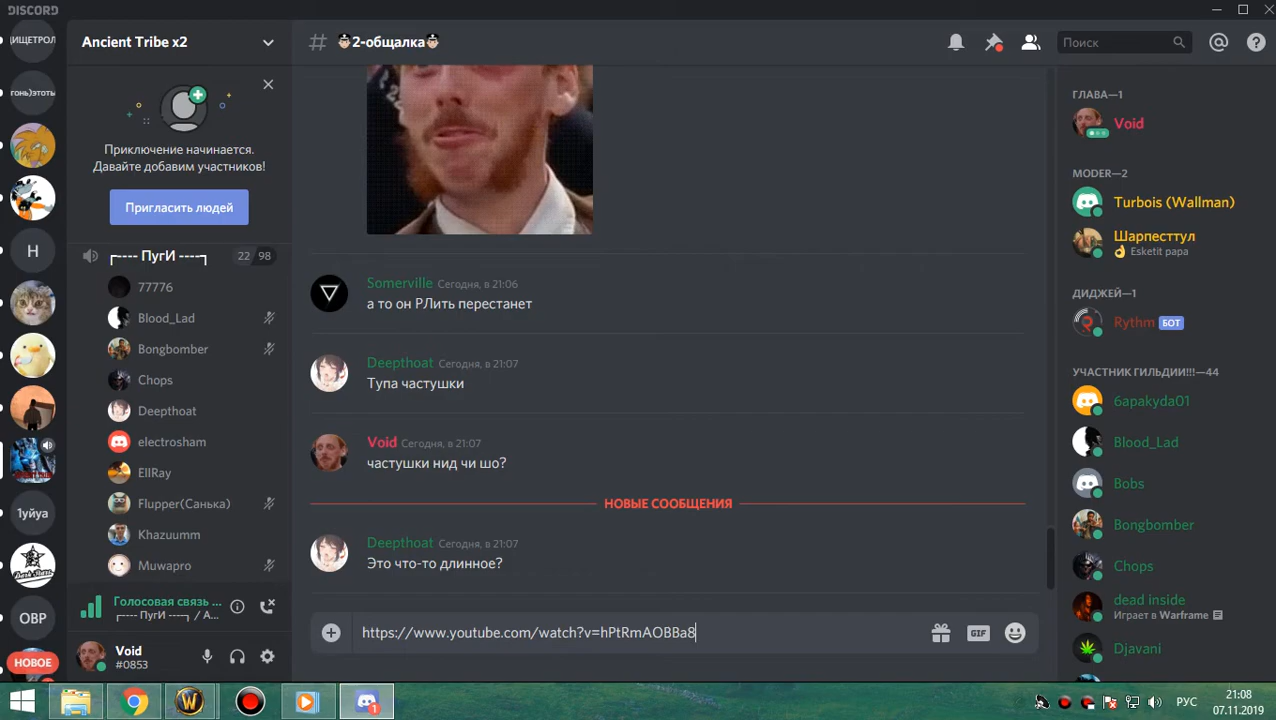 DISCORD
ИЩЕТРОЛ
гонь)этоты
Н
1уйуа
ОВР
НОВОЕ
Ancient Tribe x2
Приключение начинается.
Давайте добавим участников!
Пригласить людей
┏---- ПугИ ----┓ 22 98
77776
Blood_Lad
Bongbomber
Chops
Deepthoat
electrosham
EllRay
Flupper(Санька)
Khazuumm
Muwapro
Голосовая связь ...
┏---- ПугИ ----┓ / A...
Void
#0853
# 2-общалка
Поиск
Somerville Сегодня, в 21:06
а то он РЛить перестанет
Deepthoat Сегодня, в 21:07
Тупа частушки
Void Сегодня, в 21:07
частушки нид чи шо?
НОВЫЕ СООБЩЕНИЯ
Deepthoat Сегодня, в 21:07
Это что-то длинное?
https://www.youtube.com/watch?v=hPtRmAOBBa8
GIF
ГЛАВА—1
Void
MODER—2
Turbois (Wallman)
Шарпесттул
Esketit papa
ДИДЖЕЙ—1
Rythm БОТ
УЧАСТНИК ГИЛЬДИИ!!!—44
6apakyda01
Blood_Lad
Bobs
Bongbomber
Chops
dead inside
Играет в Warframe
Djavani
1
РУС
21:08
07.11.2019